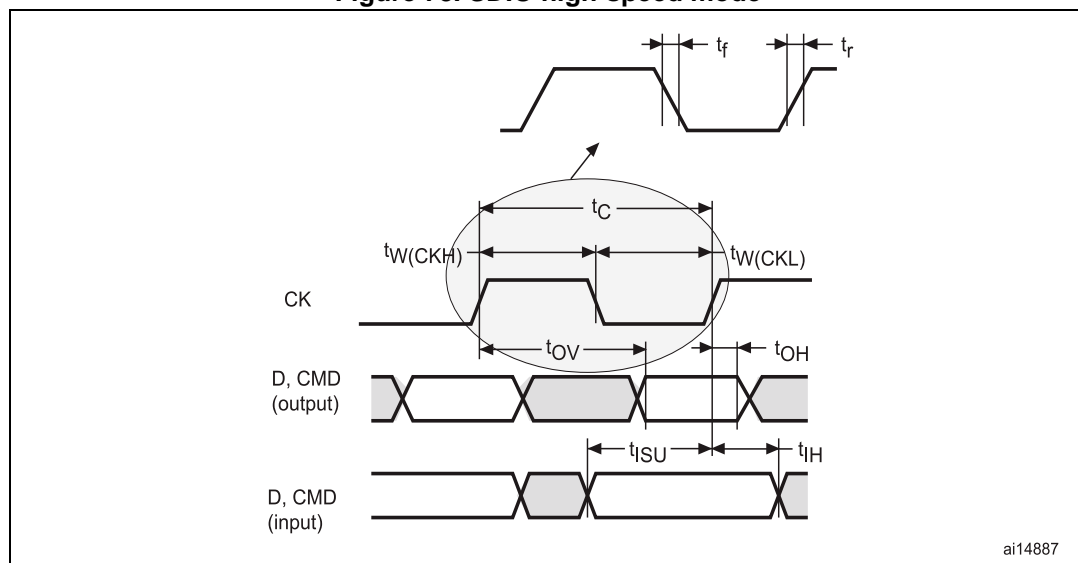 Figure SDIO high-speed mode
tf
tr
tC
tW(CKH)
tW(CKL)
CK
tOV
tOH
D, CMD
(output)
tISU
tIH
D, CMD
(input)
ai14887